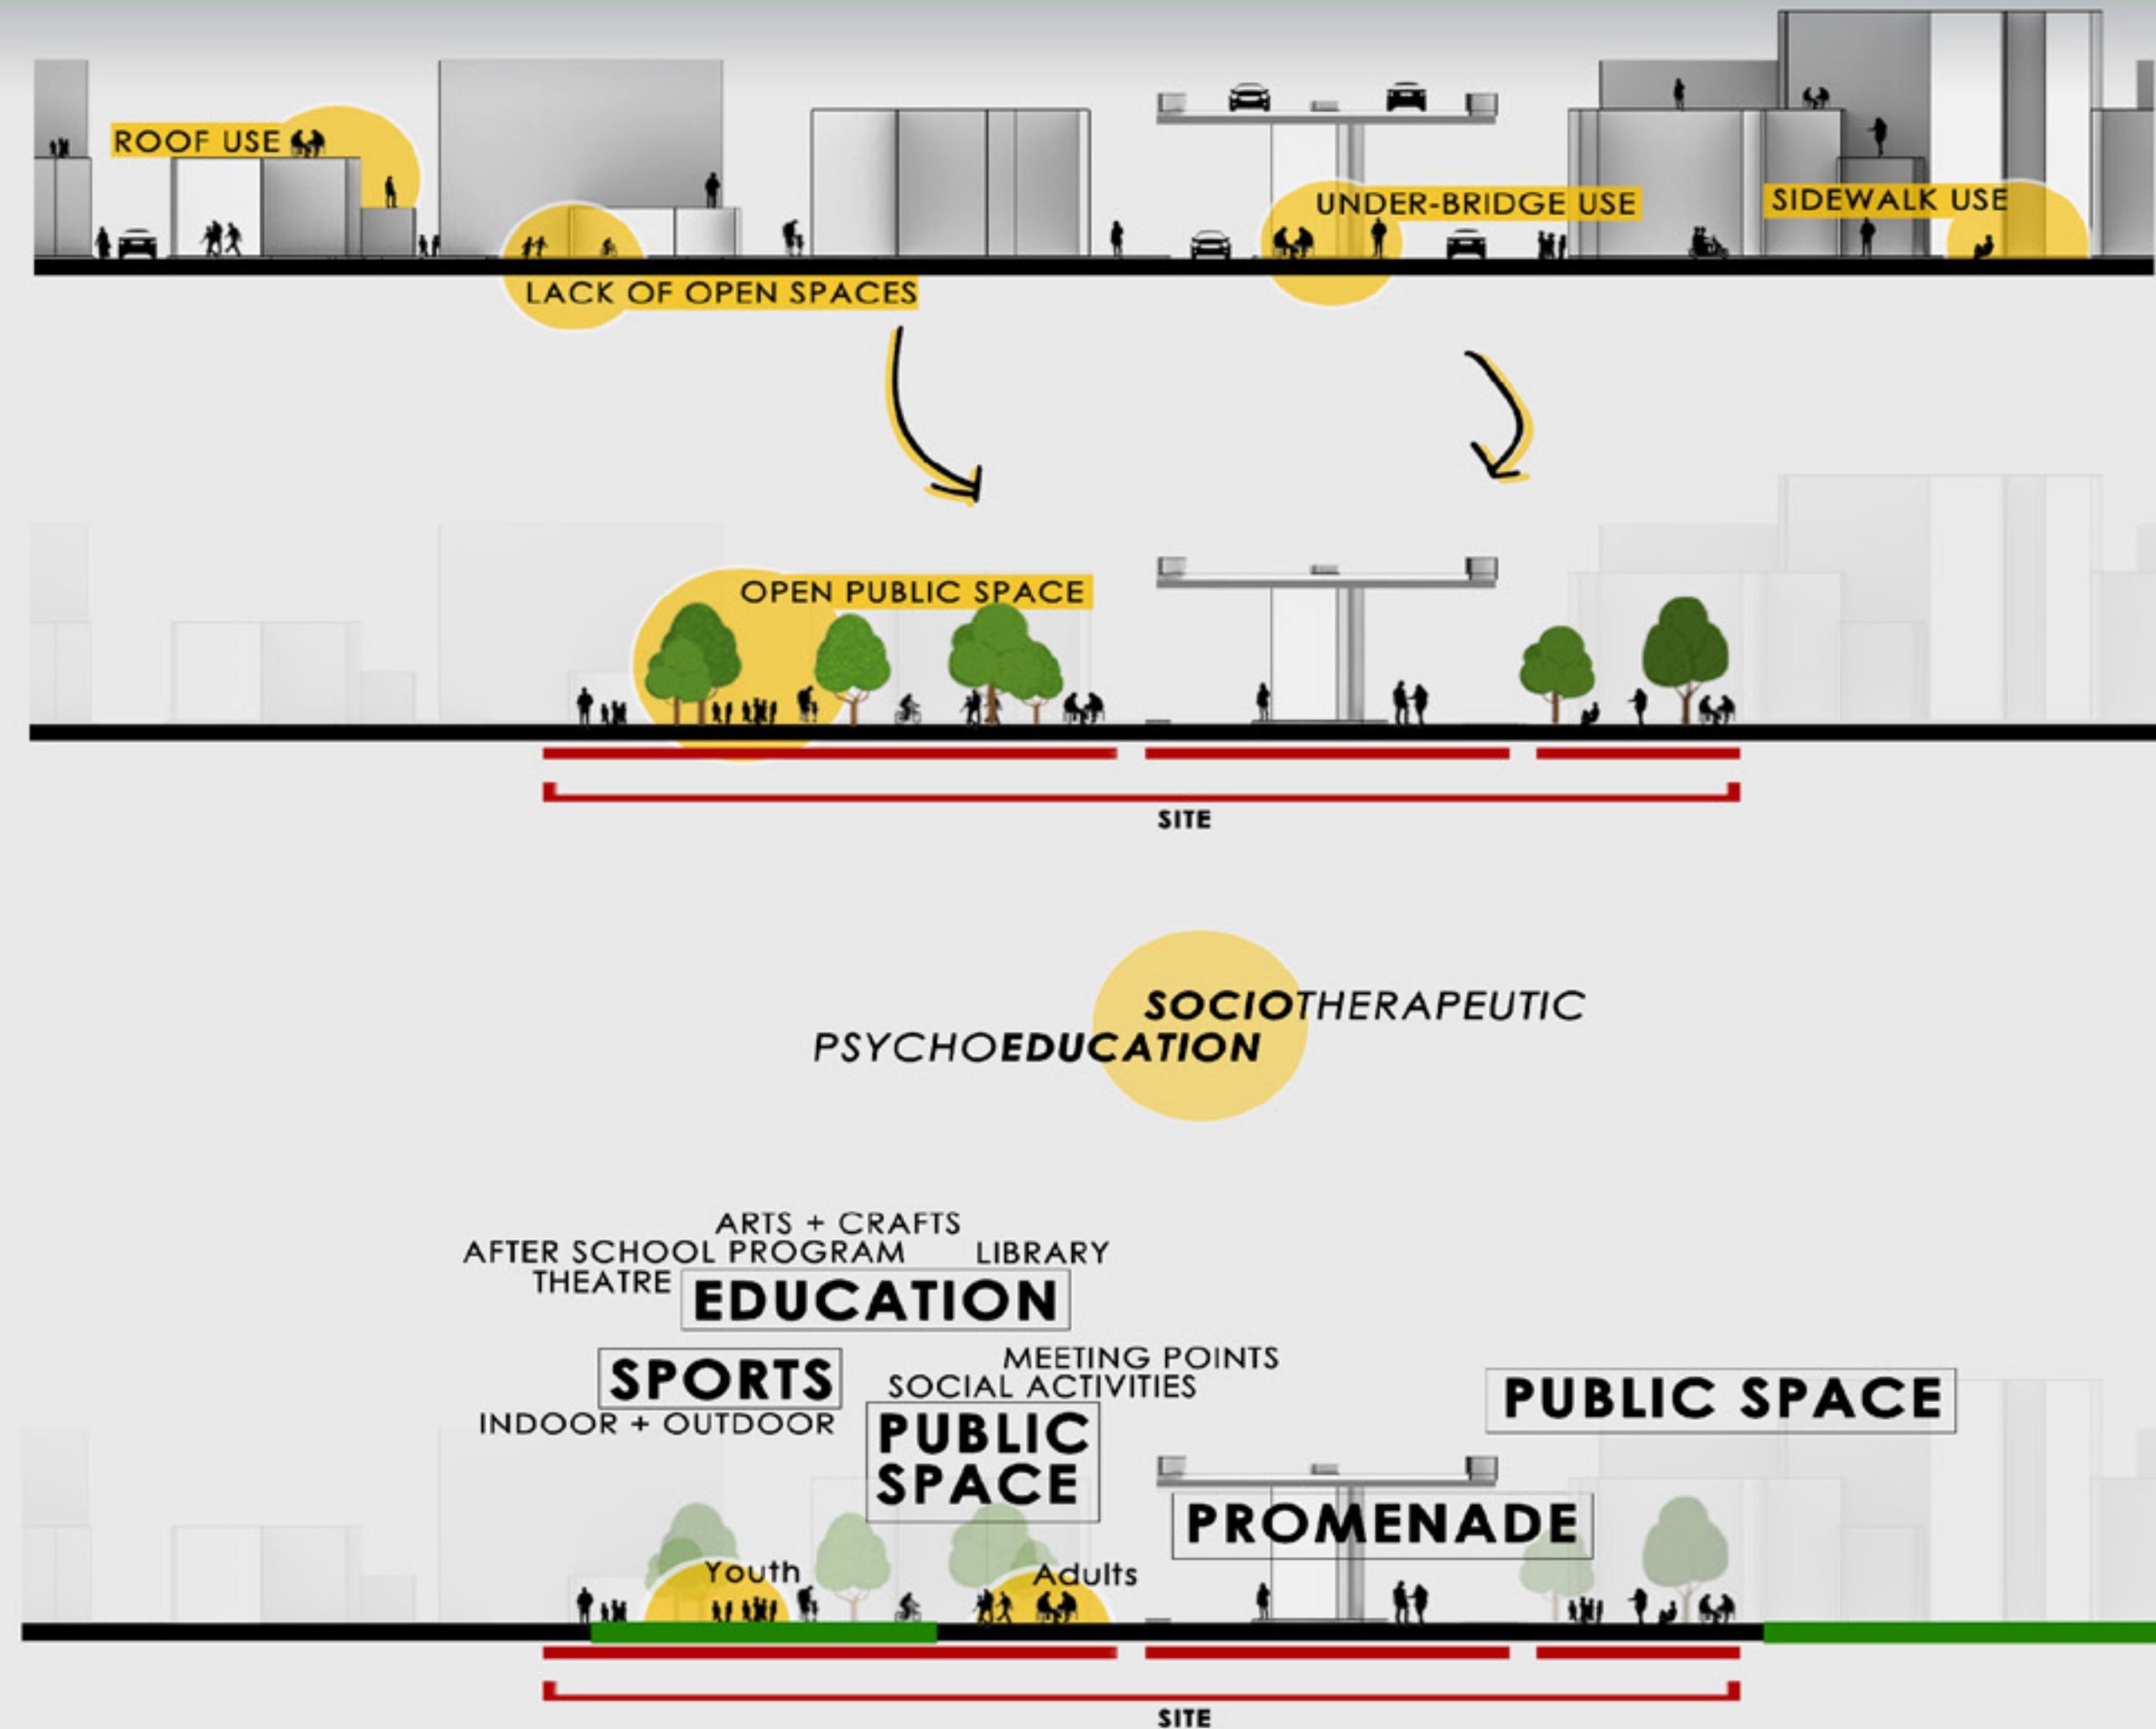 ROOF USE
UNDER-BRIDGE USE
SIDEWALK USE
LACK OF OPEN SPACES
OPEN PUBLIC SPACE
SITE
SOCIOTHERAPEUTIC
PSYCHOEDUCATION
ARTS + CRAFTS
AFTER SCHOOL PROGRAM
LIBRARY
THEATRE
EDUCATION
SPORTS
INDOOR + OUTDOOR
MEETING POINTS
SOCIAL ACTIVITIES
PUBLIC
SPACE
PUBLIC SPACE
PROMENADE
Youth
Adults
SITE